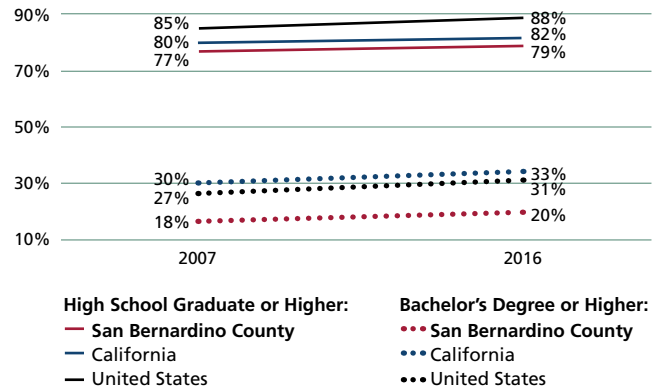 90%
85%
88%
80%
82%
77%
79%
70%
50%
30%
30%
33%
27%
31%
18%
20%
10%
2007
2016
High School Graduate or Higher:
San Bernardino County
California
United States
Bachelor’s Degree or Higher:
San Bernardino County
California
United States